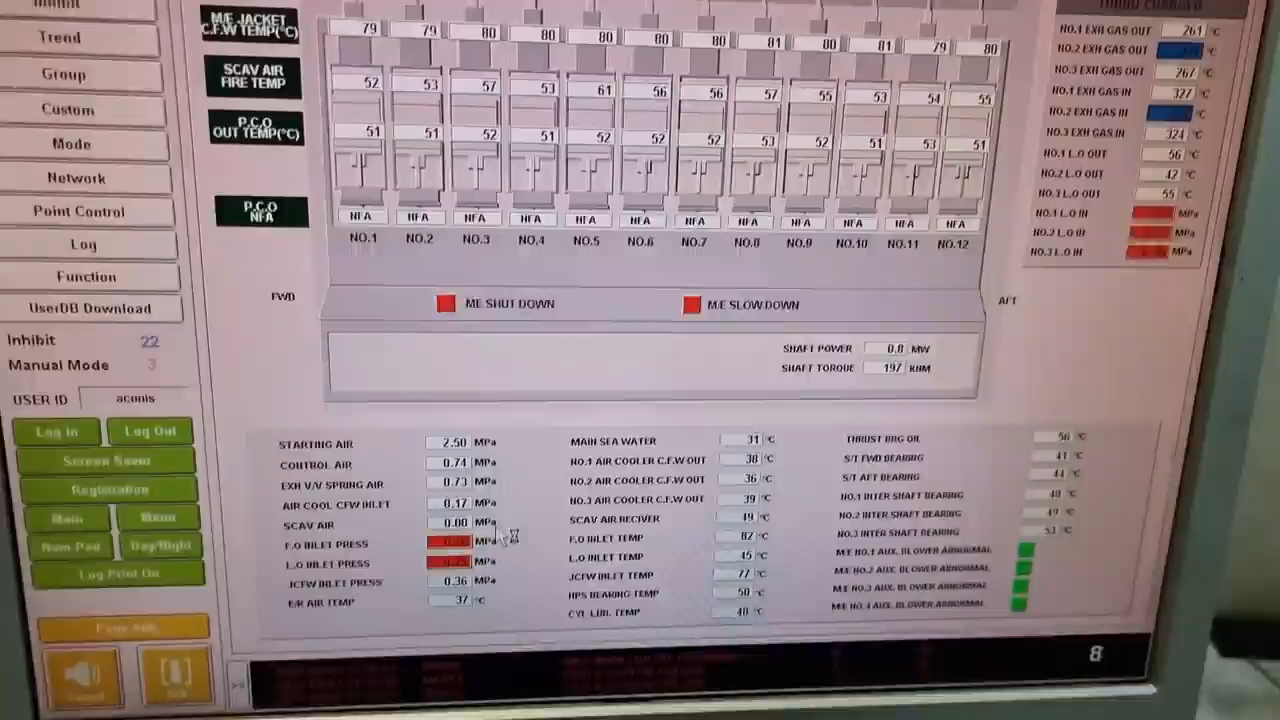 Inhibit
Trend
Group
Custom
Mode
Network
Point Control
Log
Function
UserDB Download
Inhibit 22
Manual Mode 3
USER ID aconis
Log In Log Out
Screen Saver
Registration
Main Menu
Num Pad Day/Night
Log Print On
M/E JACKET
C.F.W TEMP(°C)
79 79 80 80 80 80 80 81 80 81 79 80
SCAV AIR
FIRE TEMP
52 53 57 53 61 56 56 57 55 53 54 55
P.C.O
OUT TEMP(°C)
51 51 52 51 52 52 52 53 52 51 53 51
P.C.O
NFA
NFA NFA NFA NFA NFA NFA NFA NFA NFA NFA NFA NFA
NO.1 NO.2 NO.3 NO.4 NO.5 NO.6 NO.7 NO.8 NO.9 NO.10 NO.11 NO.12
FWD AFT
M/E SHUT DOWN M/E SLOW DOWN
SHAFT POWER 0.8 MW
SHAFT TORQUE 197 KNM
NO.1 EXH GAS OUT 261 °C
NO.2 EXH GAS OUT °C
NO.3 EXH GAS OUT 267 °C
NO.1 EXH GAS IN 327 °C
NO.2 EXH GAS IN °C
NO.3 EXH GAS IN 324 °C
NO.1 L.O OUT 56 °C
NO.2 L.O OUT 42 °C
NO.3 L.O OUT 55 °C
NO.1 L.O IN MPa
NO.2 L.O IN MPa
NO.3 L.O IN MPa
STARTING AIR 2.50 MPa
CONTROL AIR 0.74 MPa
EXH V/V SPRING AIR 0.73 MPa
AIR COOL CFW INLET 0.17 MPa
SCAV AIR 0.00 MPa
F.O INLET PRESS MPa
L.O INLET PRESS MPa
JCFW INLET PRESS 0.36 MPa
E/R AIR TEMP 37 °C
MAIN SEA WATER 31 °C
NO.1 AIR COOLER C.F.W OUT 38 °C
NO.2 AIR COOLER C.F.W OUT 36 °C
NO.3 AIR COOLER C.F.W OUT 39 °C
SCAV AIR RECIVER 49 °C
F.O INLET TEMP 82 °C
L.O INLET TEMP 45 °C
JCFW INLET TEMP 77 °C
HPS BEARING TEMP 50 °C
CYL LUB. TEMP 48 °C
THRUST BRG OIL 56 °C
S/T FWD BEARING 41 °C
S/T AFT BEARING 44 °C
NO.1 INTER SHAFT BEARING 48 °C
NO.2 INTER SHAFT BEARING 49 °C
NO.3 INTER SHAFT BEARING 53 °C
M/E NO.1 AUX. BLOWER ABNORMAL
M/E NO.2 AUX. BLOWER ABNORMAL
M/E NO.3 AUX. BLOWER ABNORMAL
M/E NO.4 AUX. BLOWER ABNORMAL
8